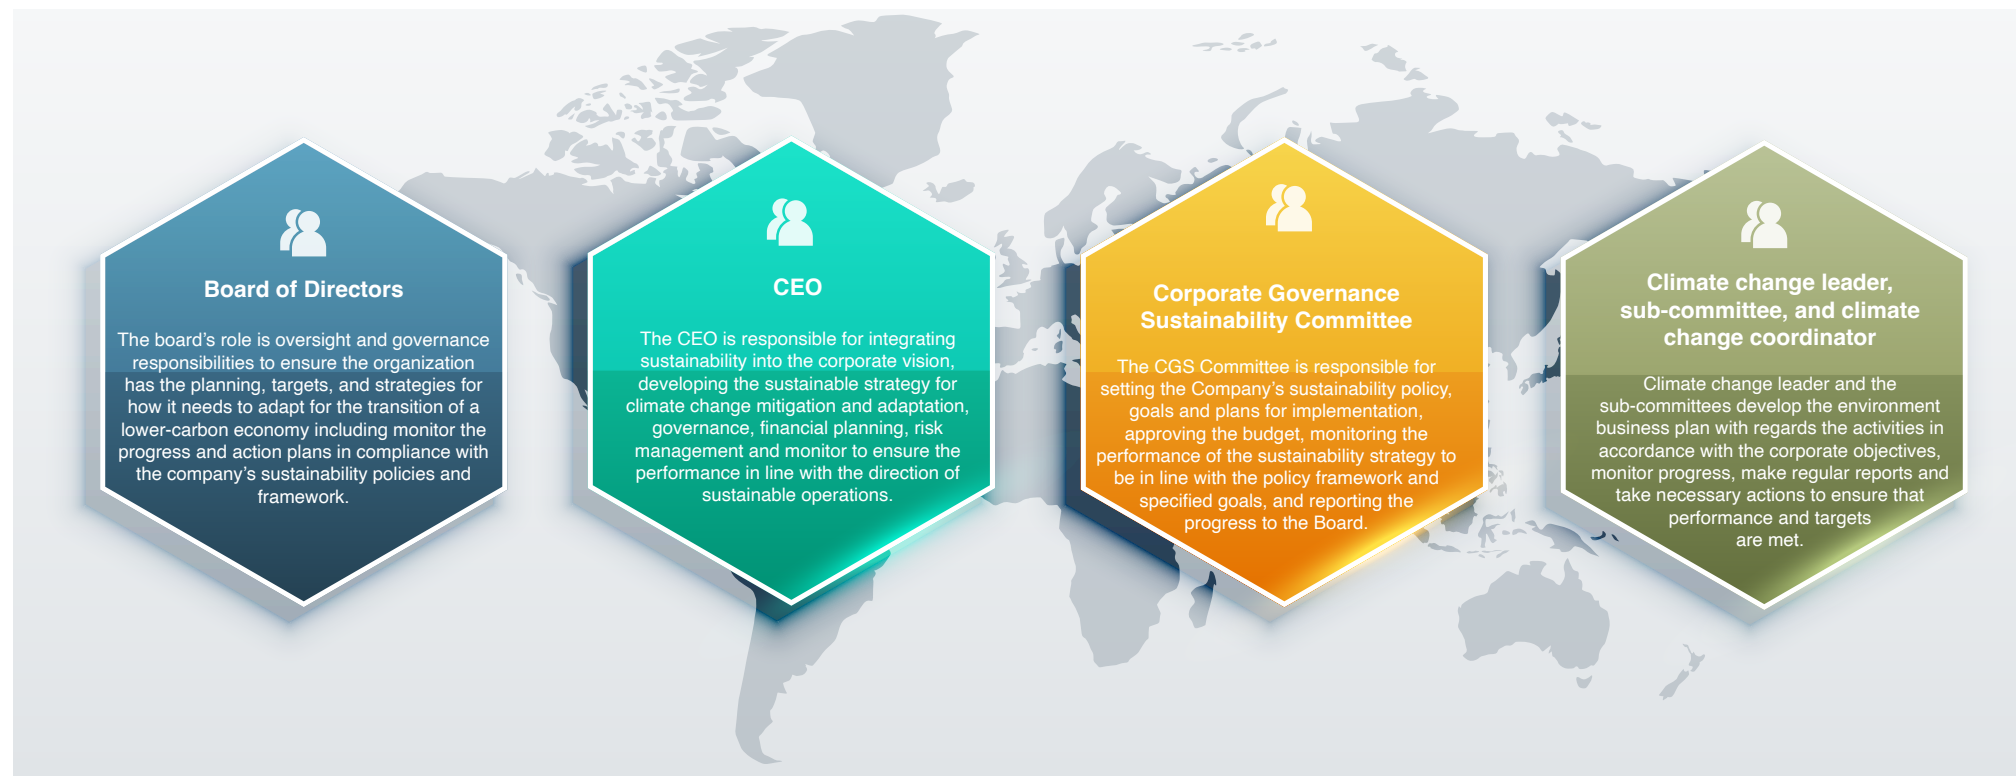 Board of Directors
The board's role is oversight and governance
responsibilities to ensure the organization
has the planning, targets, and strategies for
how it needs to adapt for the transition of a
lower-carbon economy including monitor the
progress and action plans in compliance with
the company's sustainability policies and
framework.
CEO
The CEO is responsible for integrating
sustainability into the corporate vision,
developing the sustainable strategy for
climate change mitigation and adaptation,
governance, financial planning, risk
management and monitor to ensure the
performance in line with the direction of
sustainable operations.
Corporate Governance
Sustainability Committee
The CGS Committee is responsible for
setting the Company's sustainability policy,
goals and plans for implementation,
approving the budget, monitoring the
performance of the sustainability strategy to
be in line with the policy framework and
specified goals, and reporting the
progress to the Board.
Climate change leader,
sub-committee, and climate
change coordinator
Climate change leader and the
sub-committees develop the environment
business plan with regards the activities in
accordance with the corporate objectives,
monitor progress, make regular reports and
take necessary actions to ensure that
performance and targets
are met.